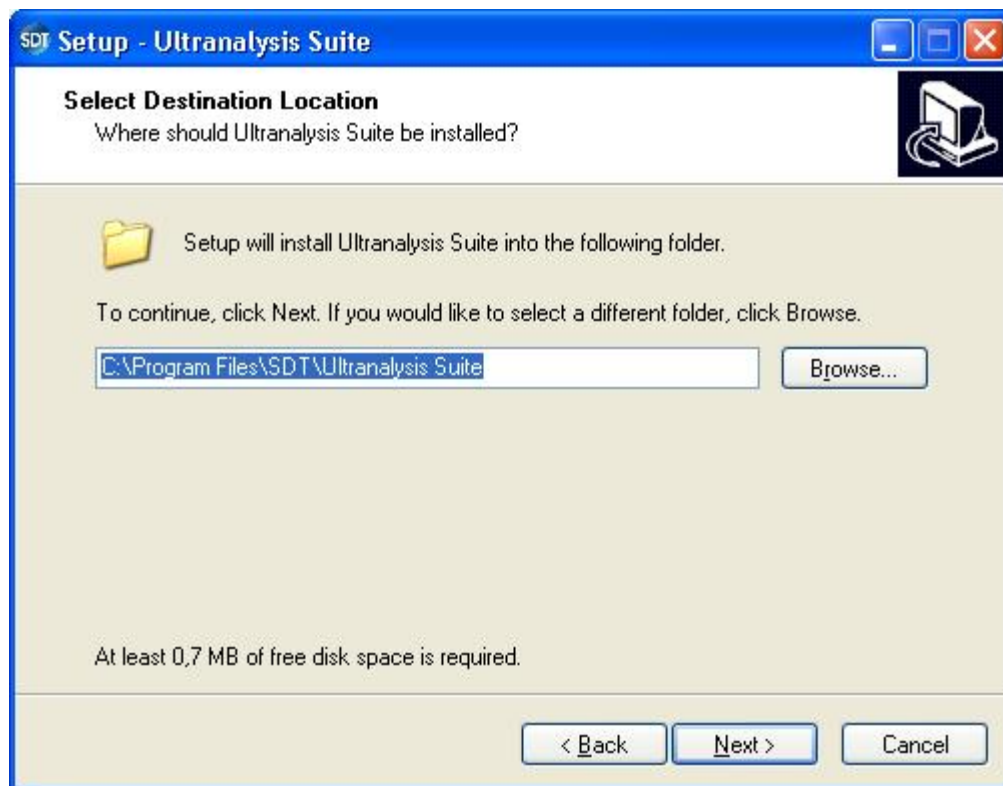 SDT Setup - Ultranalysis Suite
Select Destination Location
Where should Ultranalysis Suite be installed?
Setup will install Ultranalysis Suite into the following folder.
To continue, click Next. If you would like to select a different folder, click Browse.
C:\Program Files\SDT\Ultranalysis Suite Browse...
At least 0,7 MB of free disk space is required.
< Back Next > Cancel